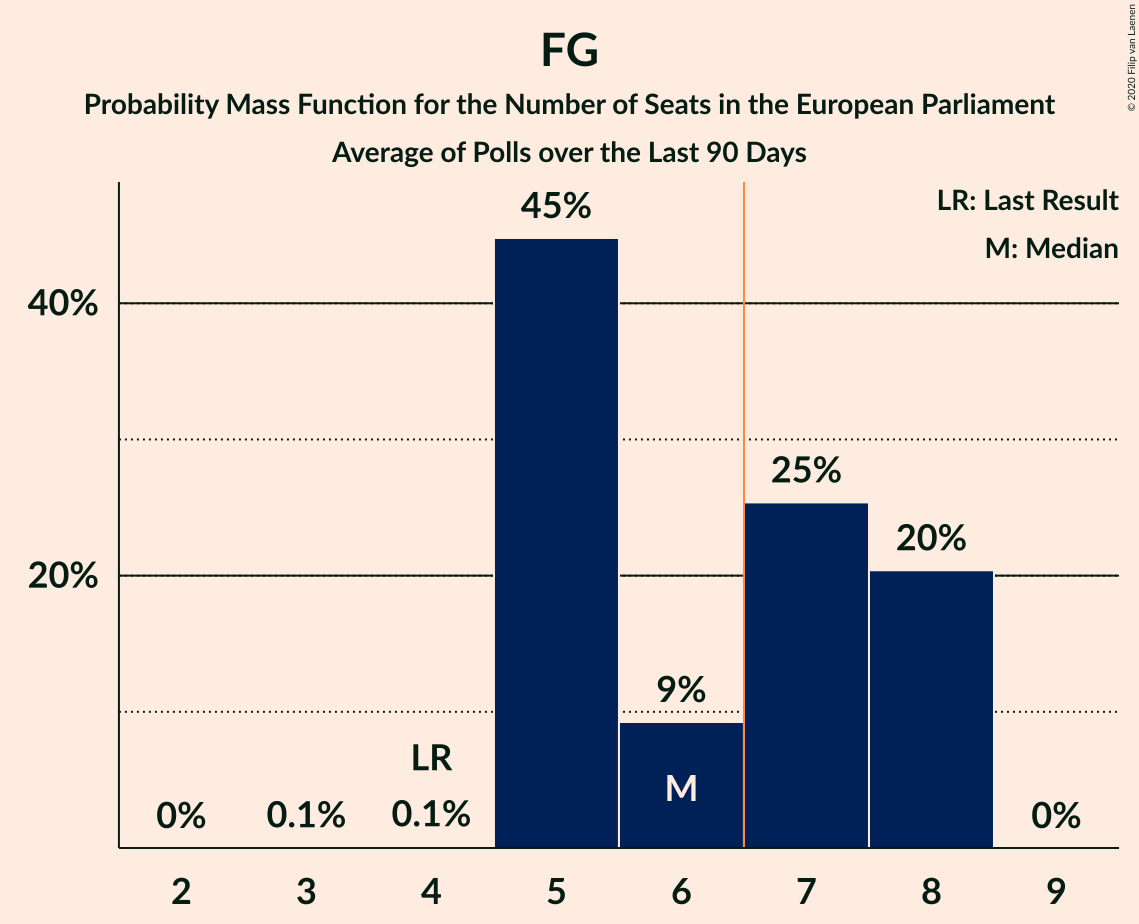 FG
Probability Mass Function for the Number of Seats in the European Parliament
Average of Polls over the Last 90 Days
© 2020 Filip van Laenen
LR: Last Result
M: Median
45%
40%
25%
20%
20%
9%
LR
M
0%
0.1%
0.1%
0%
2
3
4
5
6
7
8
9